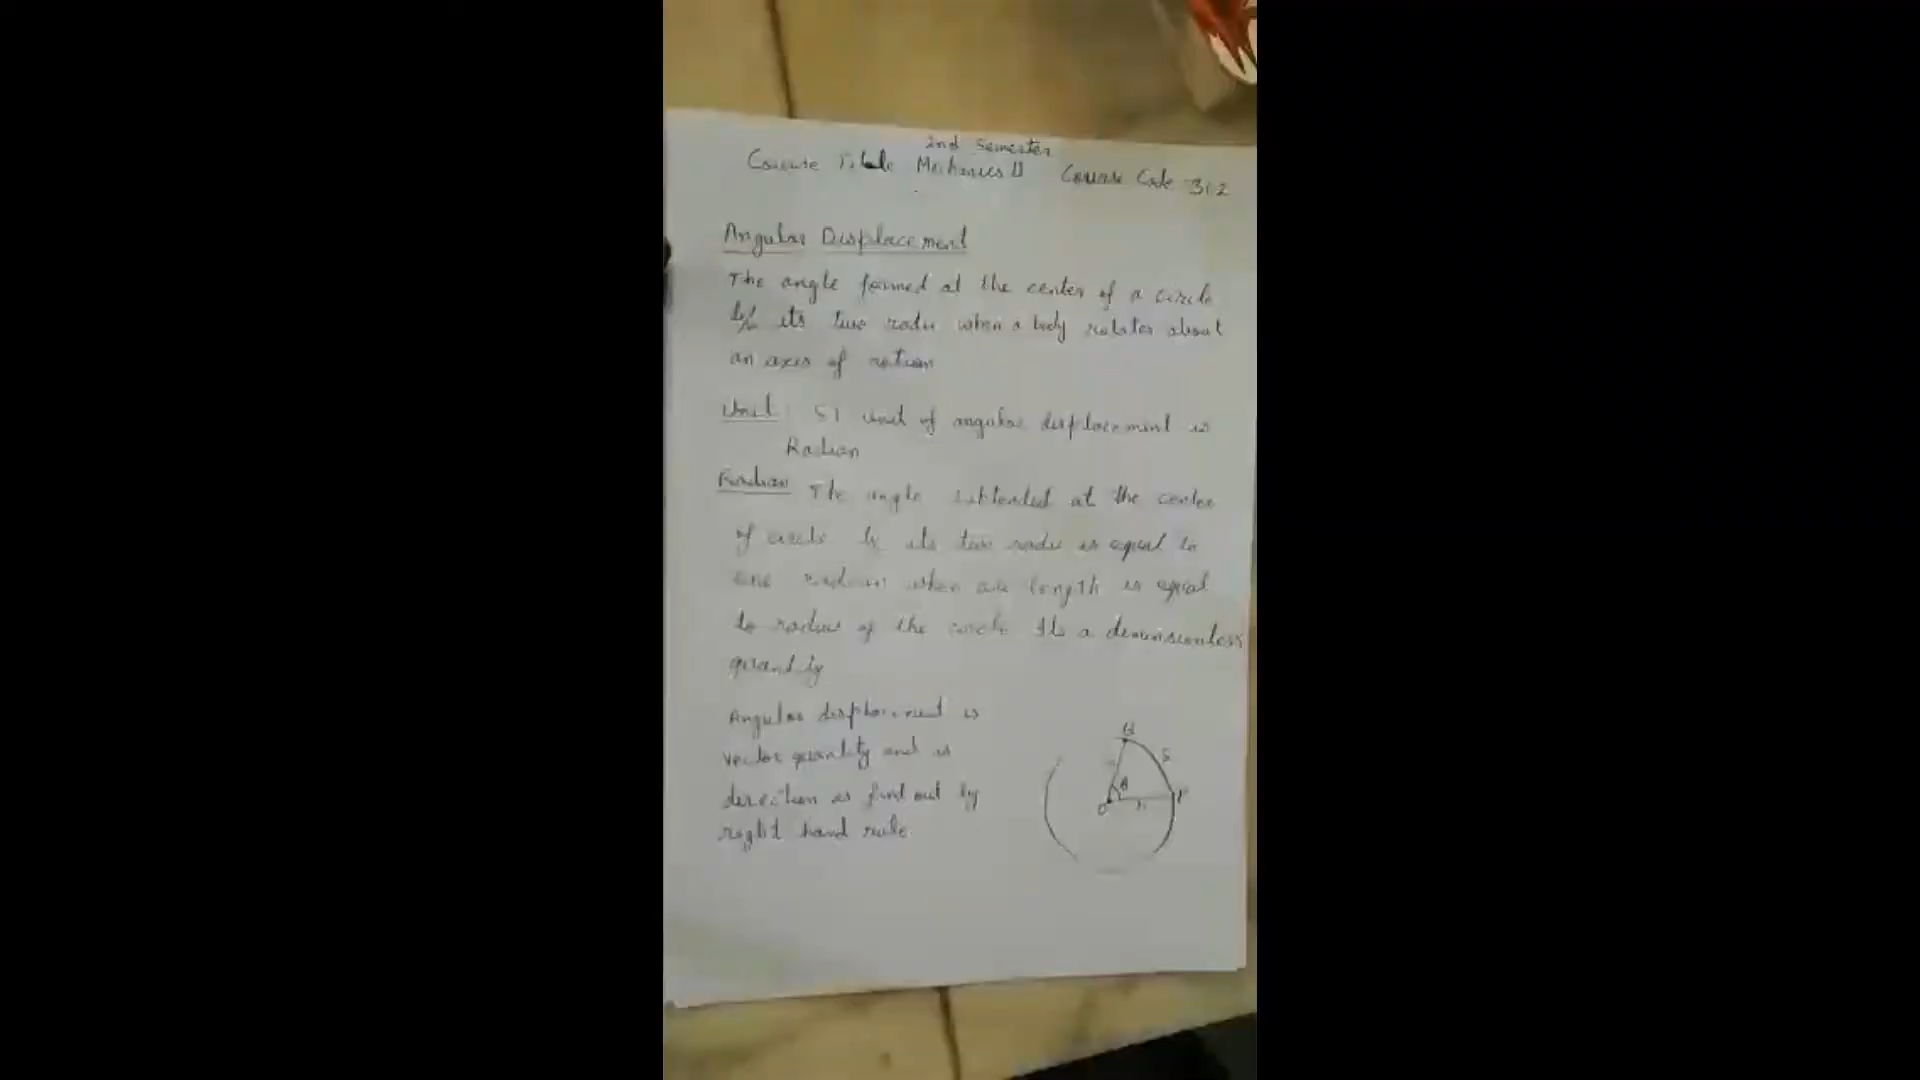 2nd Semester
Course Title Mechanics II Course Code 312
Angular Displacement
The angle formed at the center of a circle
b/w its two radii when a body rotates about
an axis of rotion
Unit: SI unit of angular displacement is
Radian
Radian The angle subtended at the center
of circle by its two radii is equal to
one radian when arc length is equal
to radius of the circle Its a dimensionless
quantity
Angular displacement is
vector quantity and is
direction is find out by
right hand rule
S
θ
O
r
P